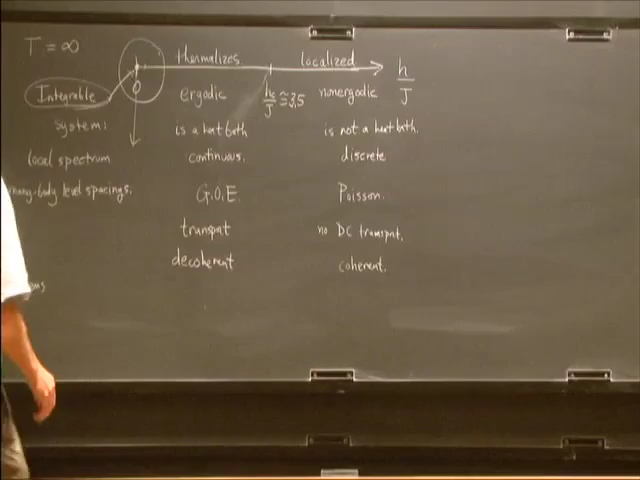 T = ∞
thermalizes localized h/J
0
Integrable ergodic hc/J ≅ 3.5 nonergodic
system: is a heat bath is not a heat bath.
local spectrum continuous. discrete
many-body level spacings. G.O.E. Poisson.
transport no DC transport.
decoherent coherent.